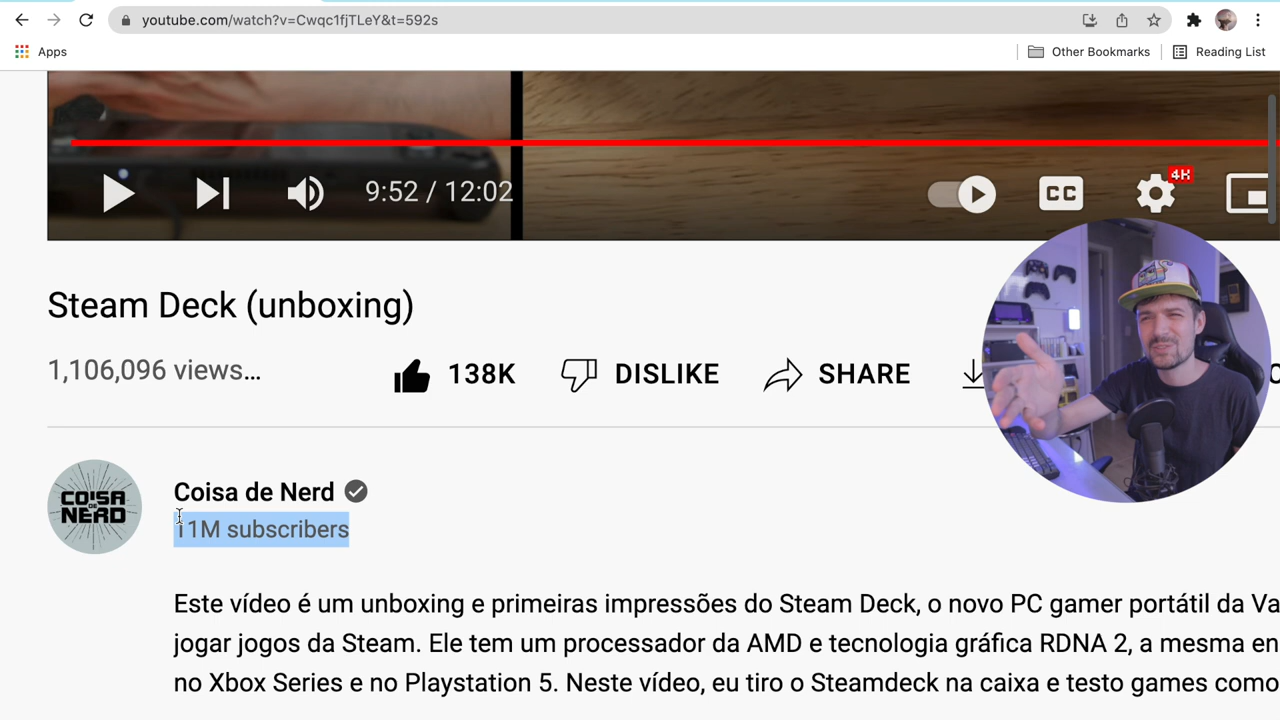 youtube.com/watch?v=Cwqc1fjTLeY&t=592s
Apps
Other Bookmarks
Reading List
9:52 / 12:02
CC
4K
Steam Deck (unboxing)
1,106,096 views...
138K
DISLIKE
SHARE
COISA DE NERD
Coisa de Nerd
11M subscribers
Este vídeo é um unboxing e primeiras impressões do Steam Deck, o novo PC gamer portátil da Va
jogar jogos da Steam. Ele tem um processador da AMD e tecnologia gráfica RDNA 2, a mesma en
no Xbox Series e no Playstation 5. Neste vídeo, eu tiro o Steamdeck na caixa e testo games como